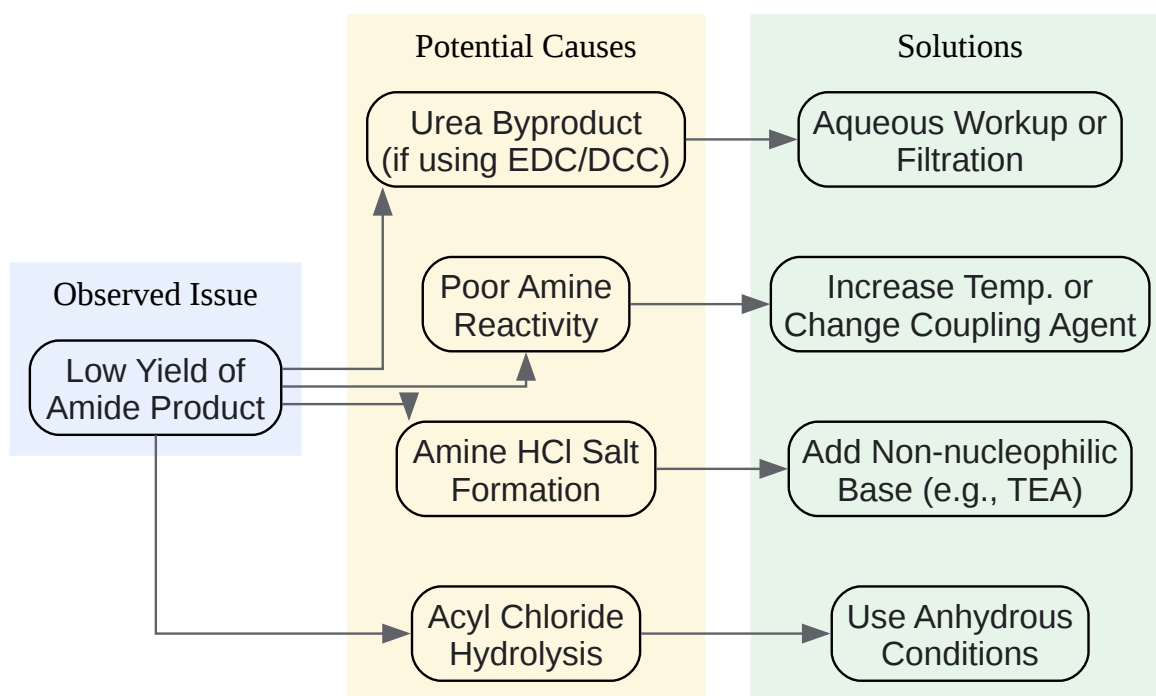 Potential Causes
Solutions
Urea Byproduct
(if using EDC/DCC)
Aqueous Workup or
Filtration
Observed Issue
Low Yield of
Amide Product
Poor Amine
Reactivity
Increase Temp. or
Change Coupling Agent
Amine HCl Salt
Formation
Add Non-nucleophilic
Base (e.g., TEA)
Acyl Chloride
Hydrolysis
Use Anhydrous
Conditions